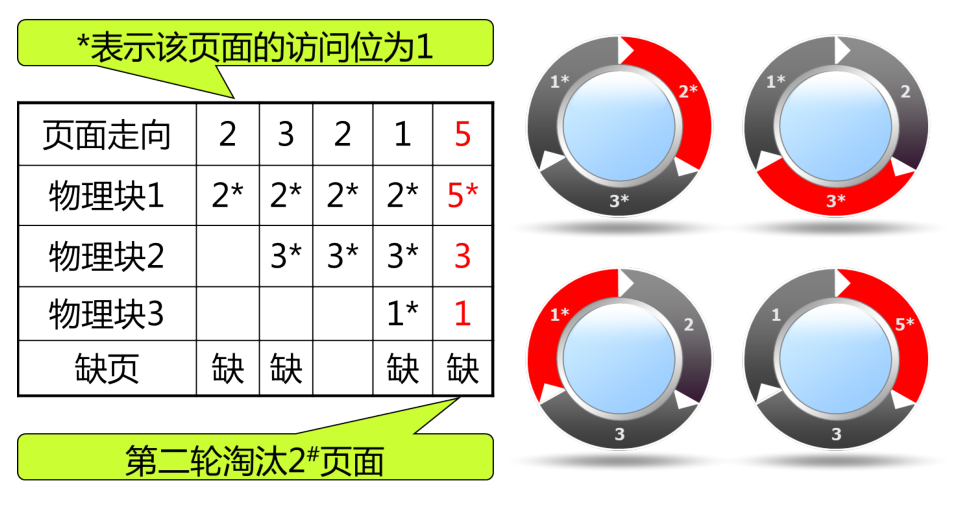 *表示该页面的访问位为1
页面走向 2 3 2 1 5
物理块1 2* 2* 2* 2* 5*
物理块2 3* 3* 3* 3
物理块3 1* 1
缺页 缺 缺 缺 缺
第二轮淘汰2#页面
1* 2*
3*
1* 2
3*
1* 2
3
1 5*
3